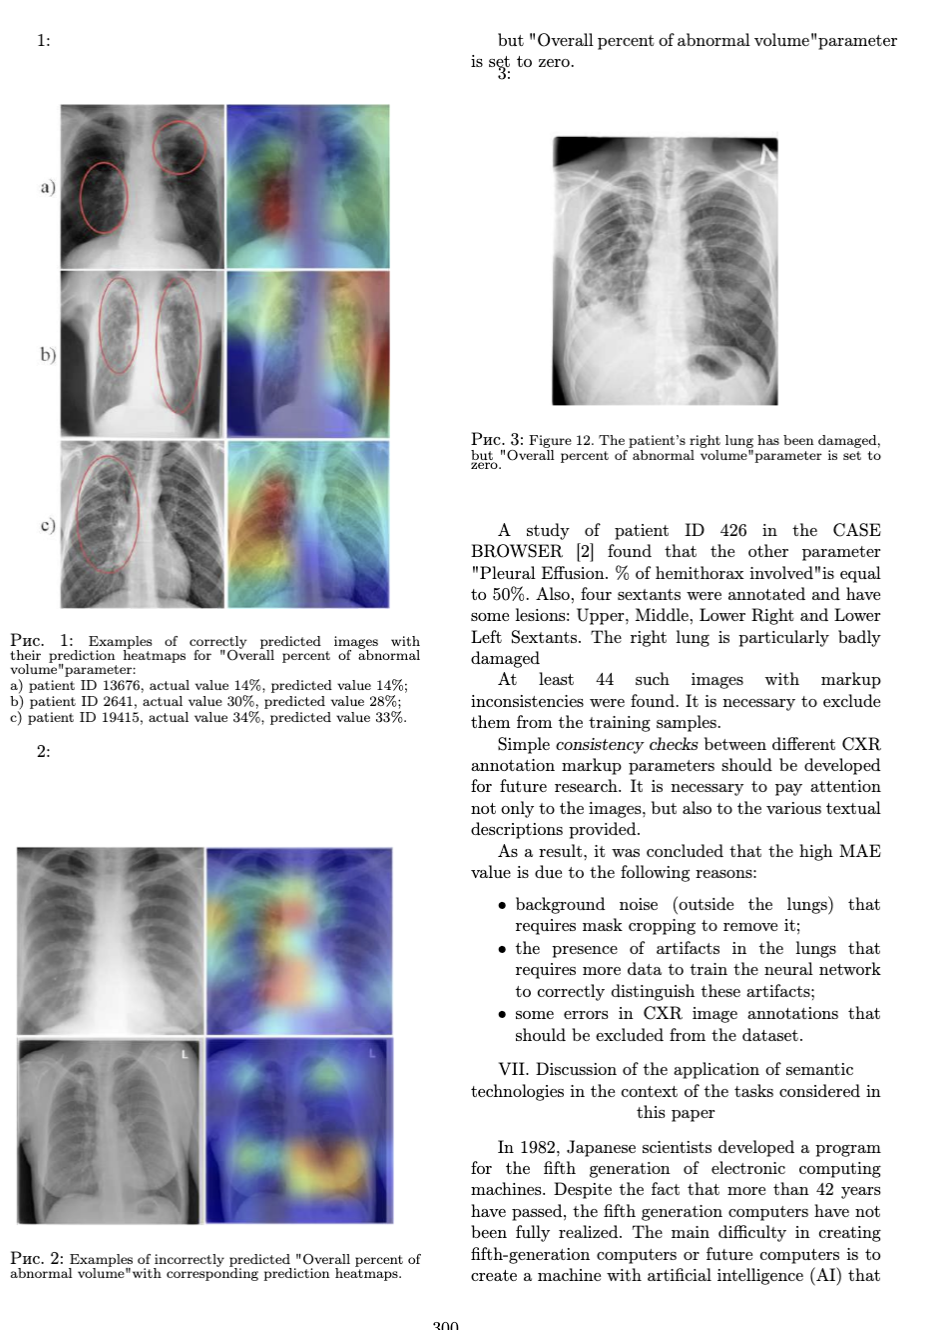 1:
a)
b)
c)
Рис. 1: Examples of correctly predicted images with
their prediction heatmaps for "Overall percent of abnormal
volume"parameter:
a) patient ID 13676, actual value 14%, predicted value 14%;
b) patient ID 2641, actual value 30%, predicted value 28%;
c) patient ID 19415, actual value 34%, predicted value 33%.
2:
L
L
Рис. 2: Examples of incorrectly predicted "Overall percent of
abnormal volume"with corresponding prediction heatmaps.
but "Overall percent of abnormal volume"parameter
is set to zero.
3:
Рис. 3: Figure 12. The patient's right lung has been damaged,
but "Overall percent of abnormal volume"parameter is set to
zero.
A study of patient ID 426 in the CASE
BROWSER [2] found that the other parameter
"Pleural Effusion. % of hemithorax involved"is equal
to 50%. Also, four sextants were annotated and have
some lesions: Upper, Middle, Lower Right and Lower
Left Sextants. The right lung is particularly badly
damaged
At least 44 such images with markup
inconsistencies were found. It is necessary to exclude
them from the training samples.
Simple consistency checks between different CXR
annotation markup parameters should be developed
for future research. It is necessary to pay attention
not only to the images, but also to the various textual
descriptions provided.
As a result, it was concluded that the high MAE
value is due to the following reasons:
• background noise (outside the lungs) that
requires mask cropping to remove it;
• the presence of artifacts in the lungs that
requires more data to train the neural network
to correctly distinguish these artifacts;
• some errors in CXR image annotations that
should be excluded from the dataset.
VII. Discussion of the application of semantic
technologies in the context of the tasks considered in
this paper
In 1982, Japanese scientists developed a program
for the fifth generation of electronic computing
machines. Despite the fact that more than 42 years
have passed, the fifth generation computers have not
been fully realized. The main difficulty in creating
fifth-generation computers or future computers is to
create a machine with artificial intelligence (AI) that
300